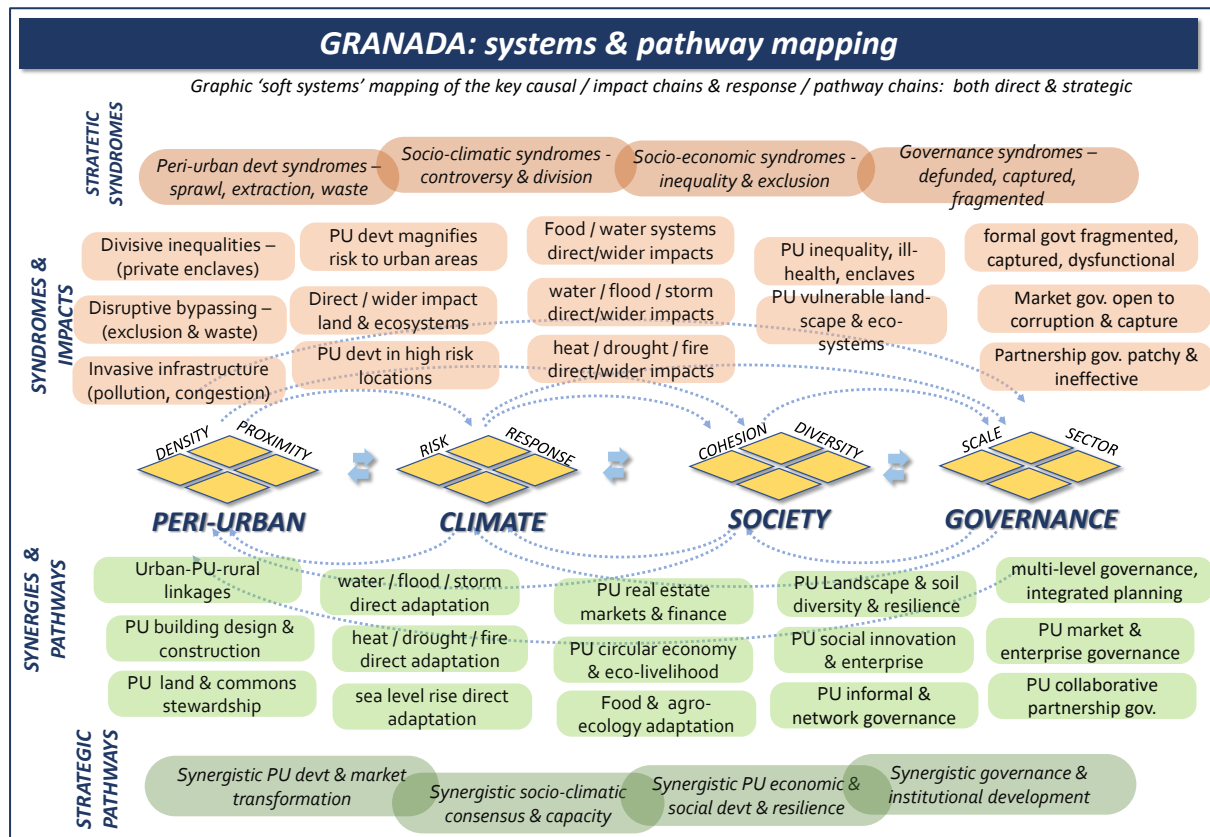 GRANADA: systems & pathway mapping
Graphic ‘soft systems’ mapping of the key causal / impact chains & response / pathway chains: both direct & strategic
STRATETIC
SYNDROMES
Peri-urban devt syndromes –
sprawl, extraction, waste
Socio-climatic syndromes -
controversy & division
Socio-economic syndromes -
inequality & exclusion
Governance syndromes –
defunded, captured,
fragmented
SYNDROMES &
IMPACTS
Divisive inequalities –
(private enclaves)
Disruptive bypassing –
(exclusion & waste)
Invasive infrastructure
(pollution, congestion)
PU devt magnifies
risk to urban areas
Direct / wider impact
land & ecosystems
PU devt in high risk
locations
Food / water systems
direct/wider impacts
water / flood / storm
direct/wider impacts
heat / drought / fire
direct/wider impacts
PU inequality, ill-
health, enclaves
PU vulnerable land-
scape & eco-
systems
formal govt fragmented,
captured, dysfunctional
Market gov. open to
corruption & capture
Partnership gov. patchy &
ineffective
DENSITY
PROXIMITY
RISK
RESPONSE
COHESION
DIVERSITY
SCALE
SECTOR
PERI-URBAN
CLIMATE
SOCIETY
GOVERNANCE
SYNERGIES &
PATHWAYS
Urban-PU-rural
linkages
PU building design &
construction
PU land & commons
stewardship
water / flood / storm
direct adaptation
heat / drought / fire
direct adaptation
sea level rise direct
adaptation
PU real estate
markets & finance
PU circular economy
& eco-livelihood
Food & agro-
ecology adaptation
PU Landscape & soil
diversity & resilience
PU social innovation
& enterprise
PU informal &
network governance
multi-level governance,
integrated planning
PU market &
enterprise governance
PU collaborative
partnership gov.
STRATEGIC
PATHWAYS
Synergistic PU devt & market
transformation
Synergistic socio-climatic
consensus & capacity
Synergistic PU economic &
social devt & resilience
Synergistic governance &
institutional development